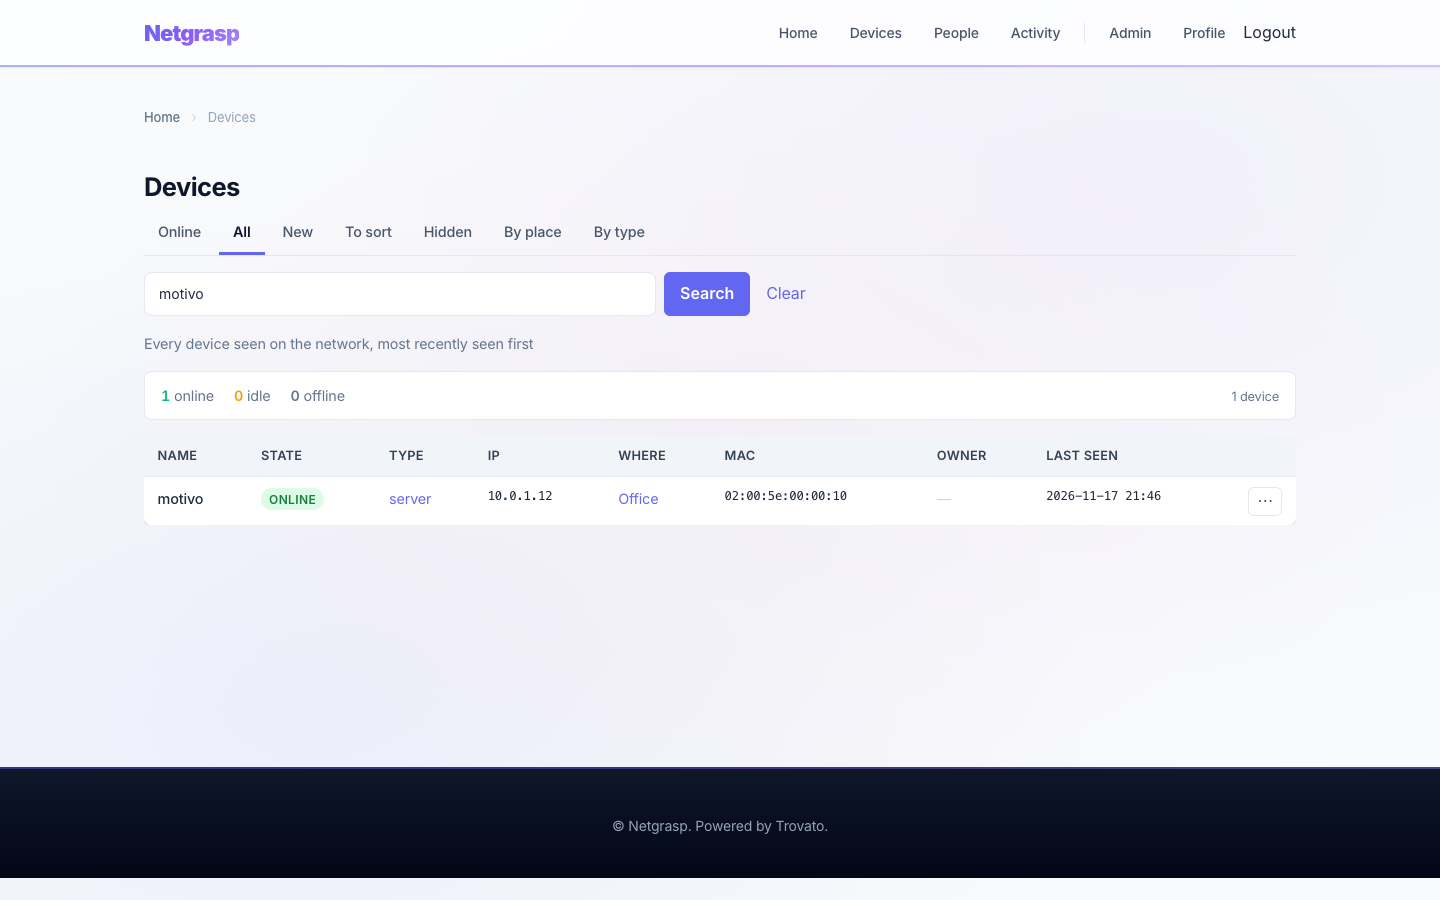 Netgrasp
Home Devices People Activity Admin Profile Logout
Home › Devices
Devices
Online All New To sort Hidden By place By type
motivo Search Clear
Every device seen on the network, most recently seen first
1 online 0 idle 0 offline 1 device
NAME STATE TYPE IP WHERE MAC OWNER LAST SEEN
motivo ONLINE server 10.0.1.12 Office 02:00:5e:00:00:10 — 2026-11-17 21:46 ...
© Netgrasp. Powered by Trovato.